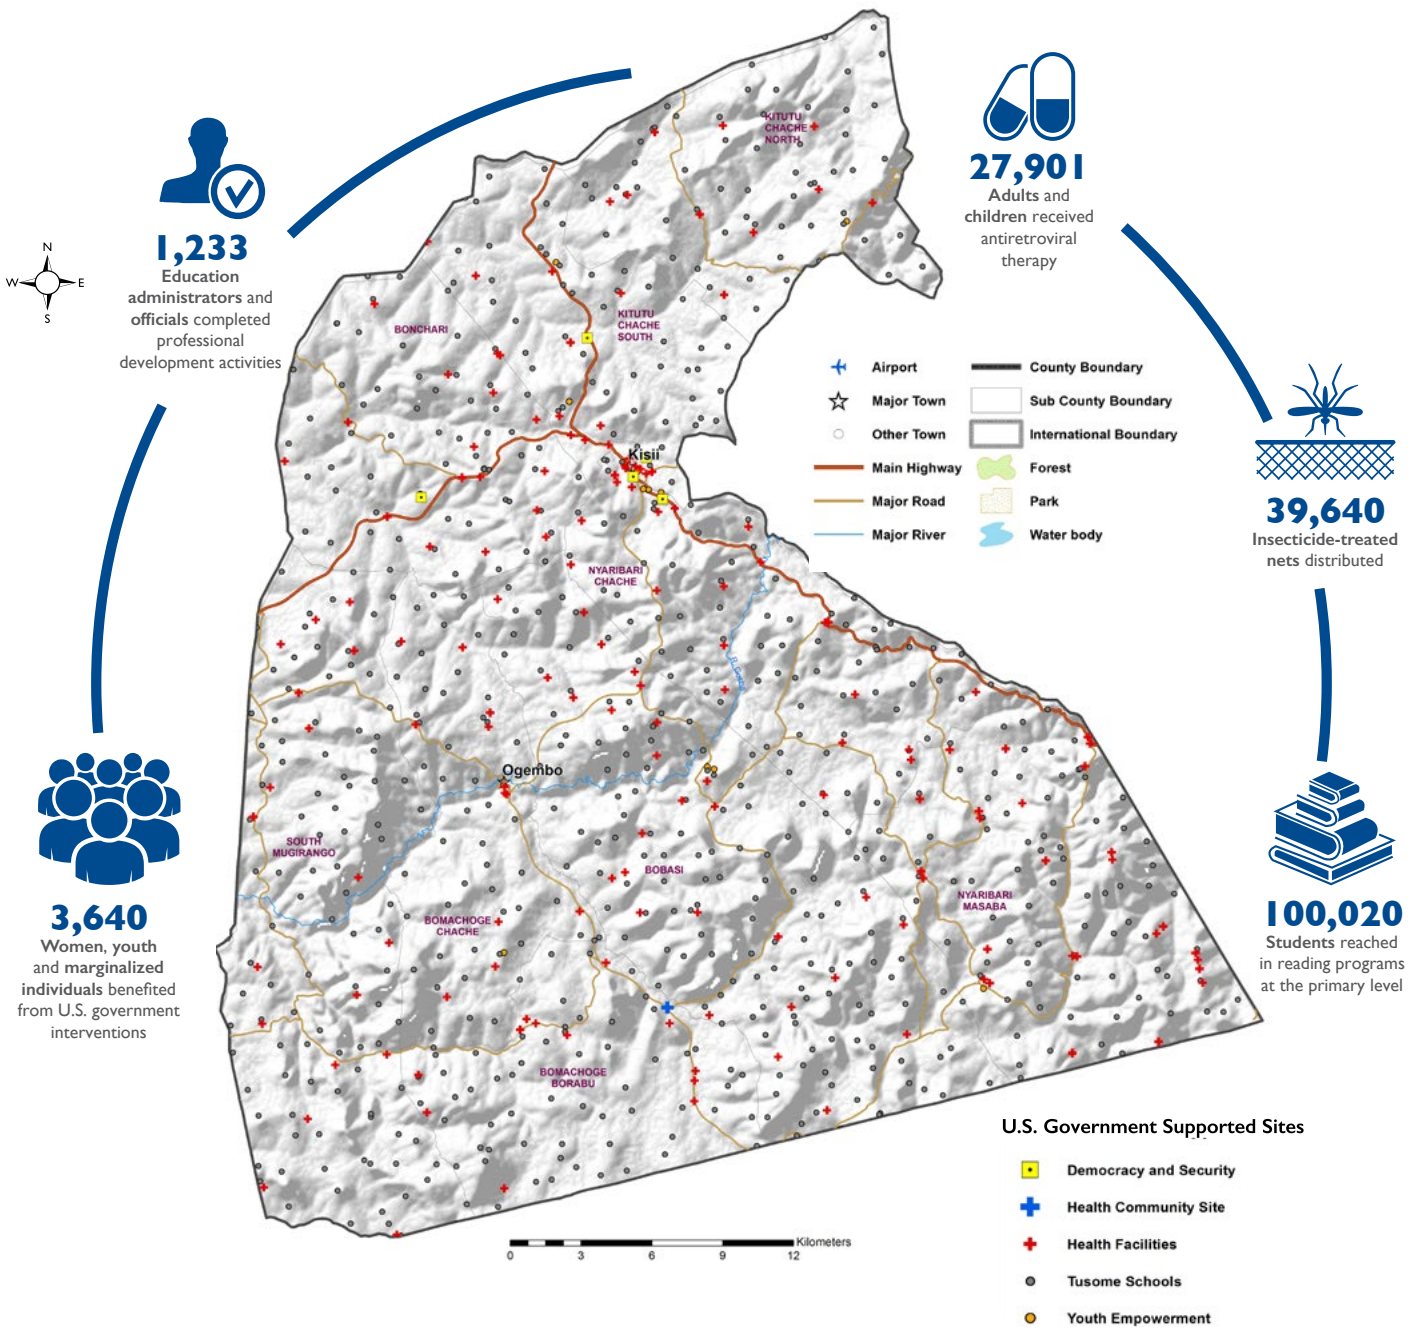 1,233
Education
administrators and
officials completed
professional
development activities
27,901
Adults and
children received
antiretroviral
therapy
39,640
Insecticide-treated
nets distributed
100,020
Students reached
in reading programs
at the primary level
3,640
Women, youth
and marginalized
individuals benefited
from U.S. government
interventions
N
W
E
S
KITUTU
CHACHE
NORTH
BONCHARI
KITUTU
CHACHE
SOUTH
Kisii
NYARIBARI
CHACHE
Ogembo
SOUTH
MUGIRANGO
BOBASI
BOMACHOGE
CHACHE
NYARIBARI
MASABA
BOMACHOGE
BORABU
Airport
Major Town
Other Town
Main Highway
Major Road
Major River
County Boundary
Sub County Boundary
International Boundary
Forest
Park
Water body
U.S. Government Supported Sites
Democracy and Security
Health Community Site
Health Facilities
Tusome Schools
Youth Empowerment
Kilometers
0 3 6 9 12